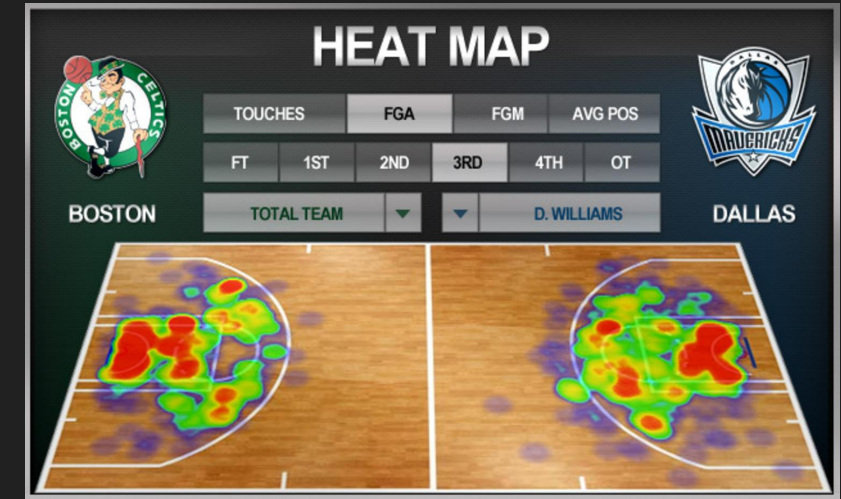 HEAT MAP
BOSTON CELTICS
DALLAS
MAVERICKS
TOUCHES FGA FGM AVG POS
FT 1ST 2ND 3RD 4TH OT
BOSTON TOTAL TEAM D. WILLIAMS DALLAS